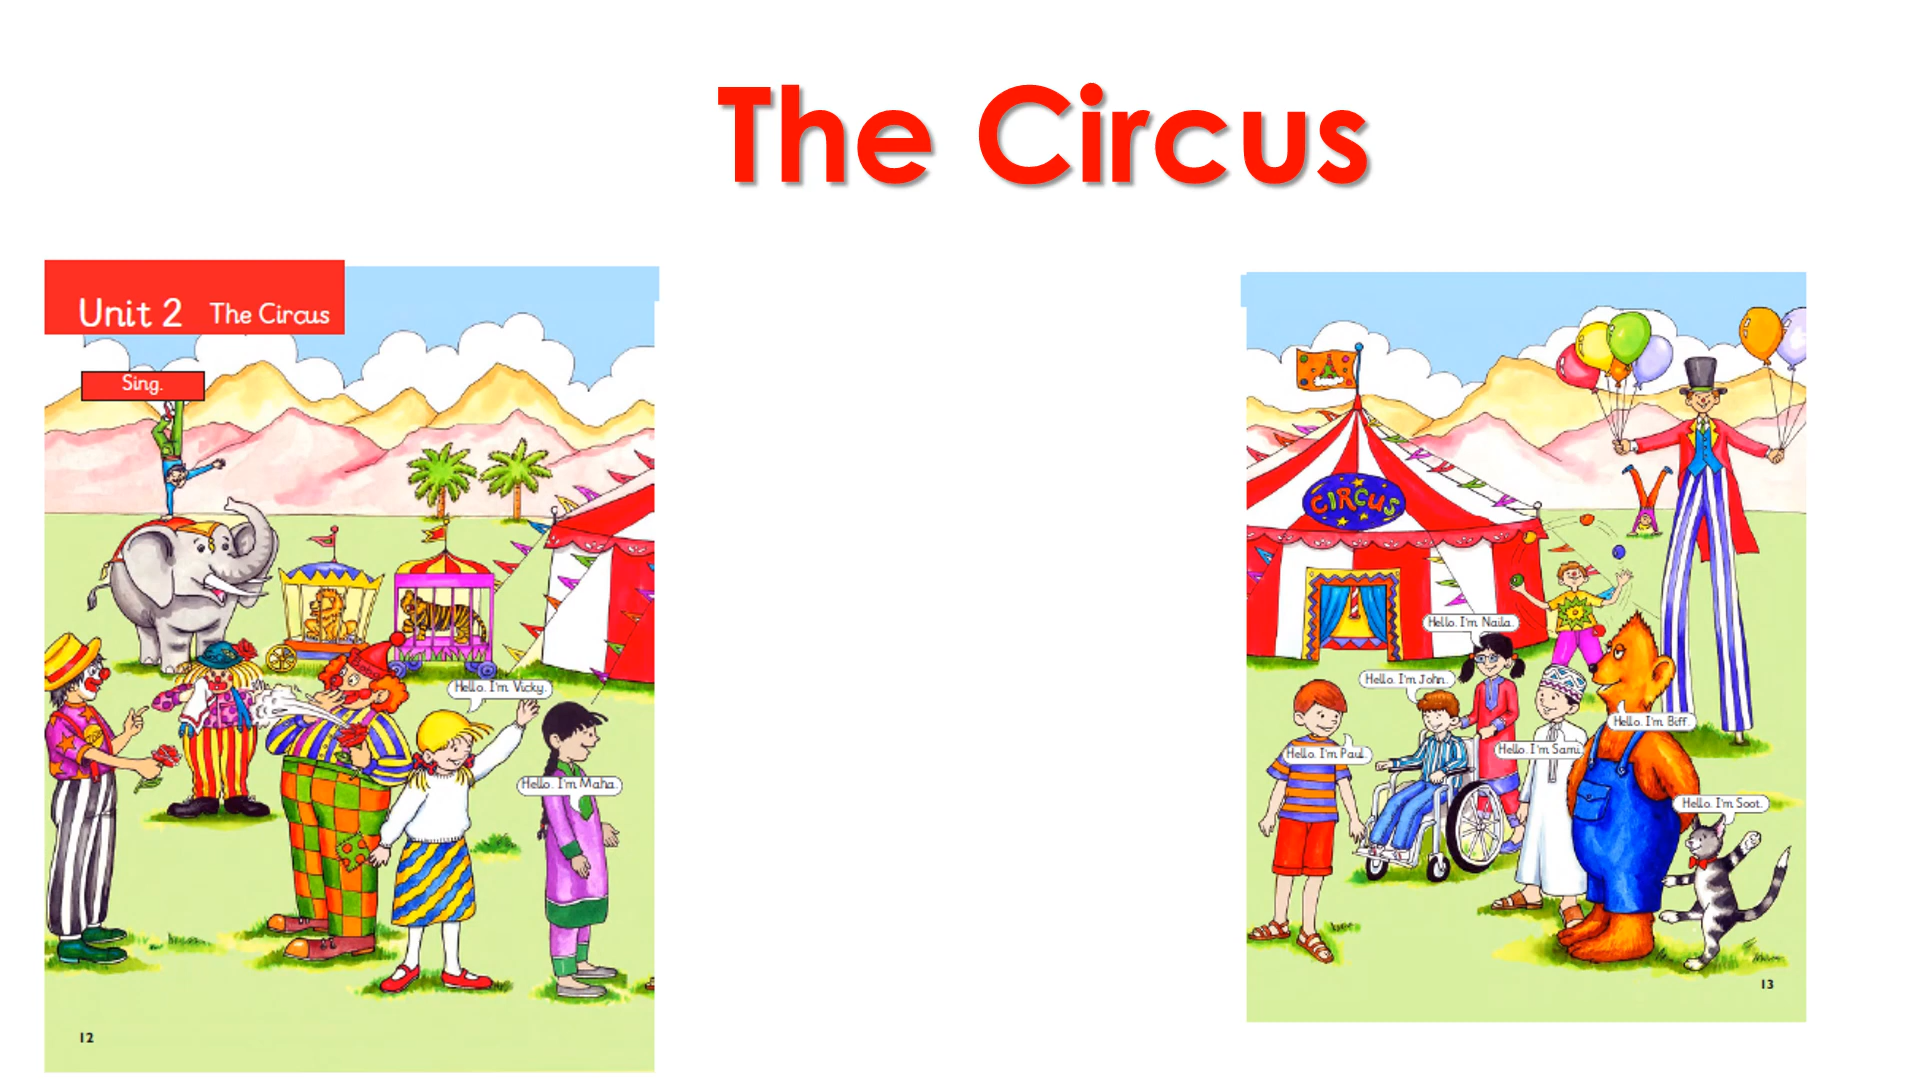 The Circus
Unit 2 The Circus
Sing.
Hello. I'm Vicky.
Hello. I'm Maha.
12
CIRCUS
Hello. I'm Naila.
Hello. I'm John.
Hello. I'm Biff.
Hello. I'm Paul.
Hello. I'm Sami.
Hello. I'm Soot.
13